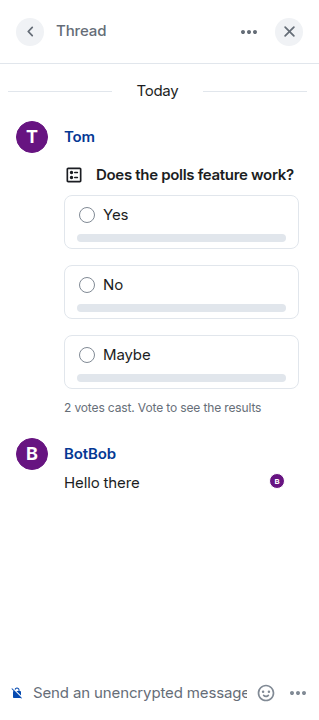 Thread
Today
T
Tom
Does the polls feature work?
Yes
No
Maybe
2 votes cast. Vote to see the results
B
BotBob
Hello there
B
Send an unencrypted message